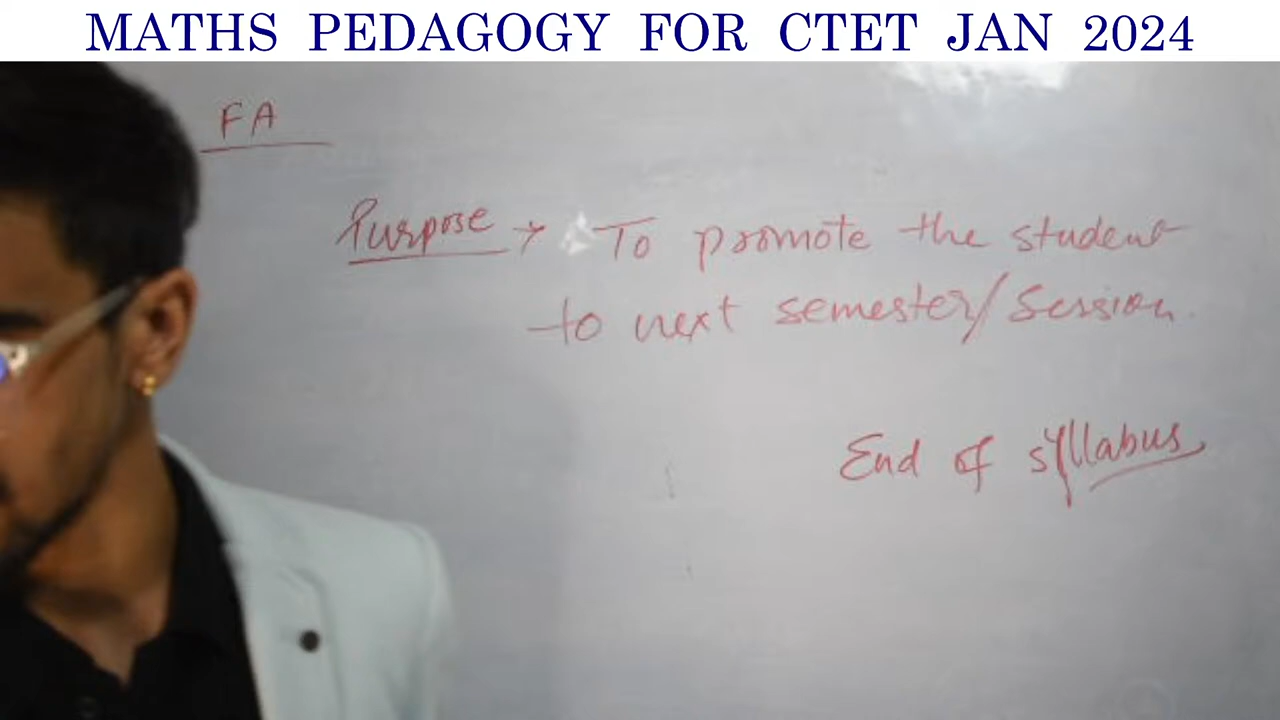 MATHS PEDAGOGY FOR CTET JAN 2024
FA
Purpose → To promote the student
to next semester/Session.
End of syllabus